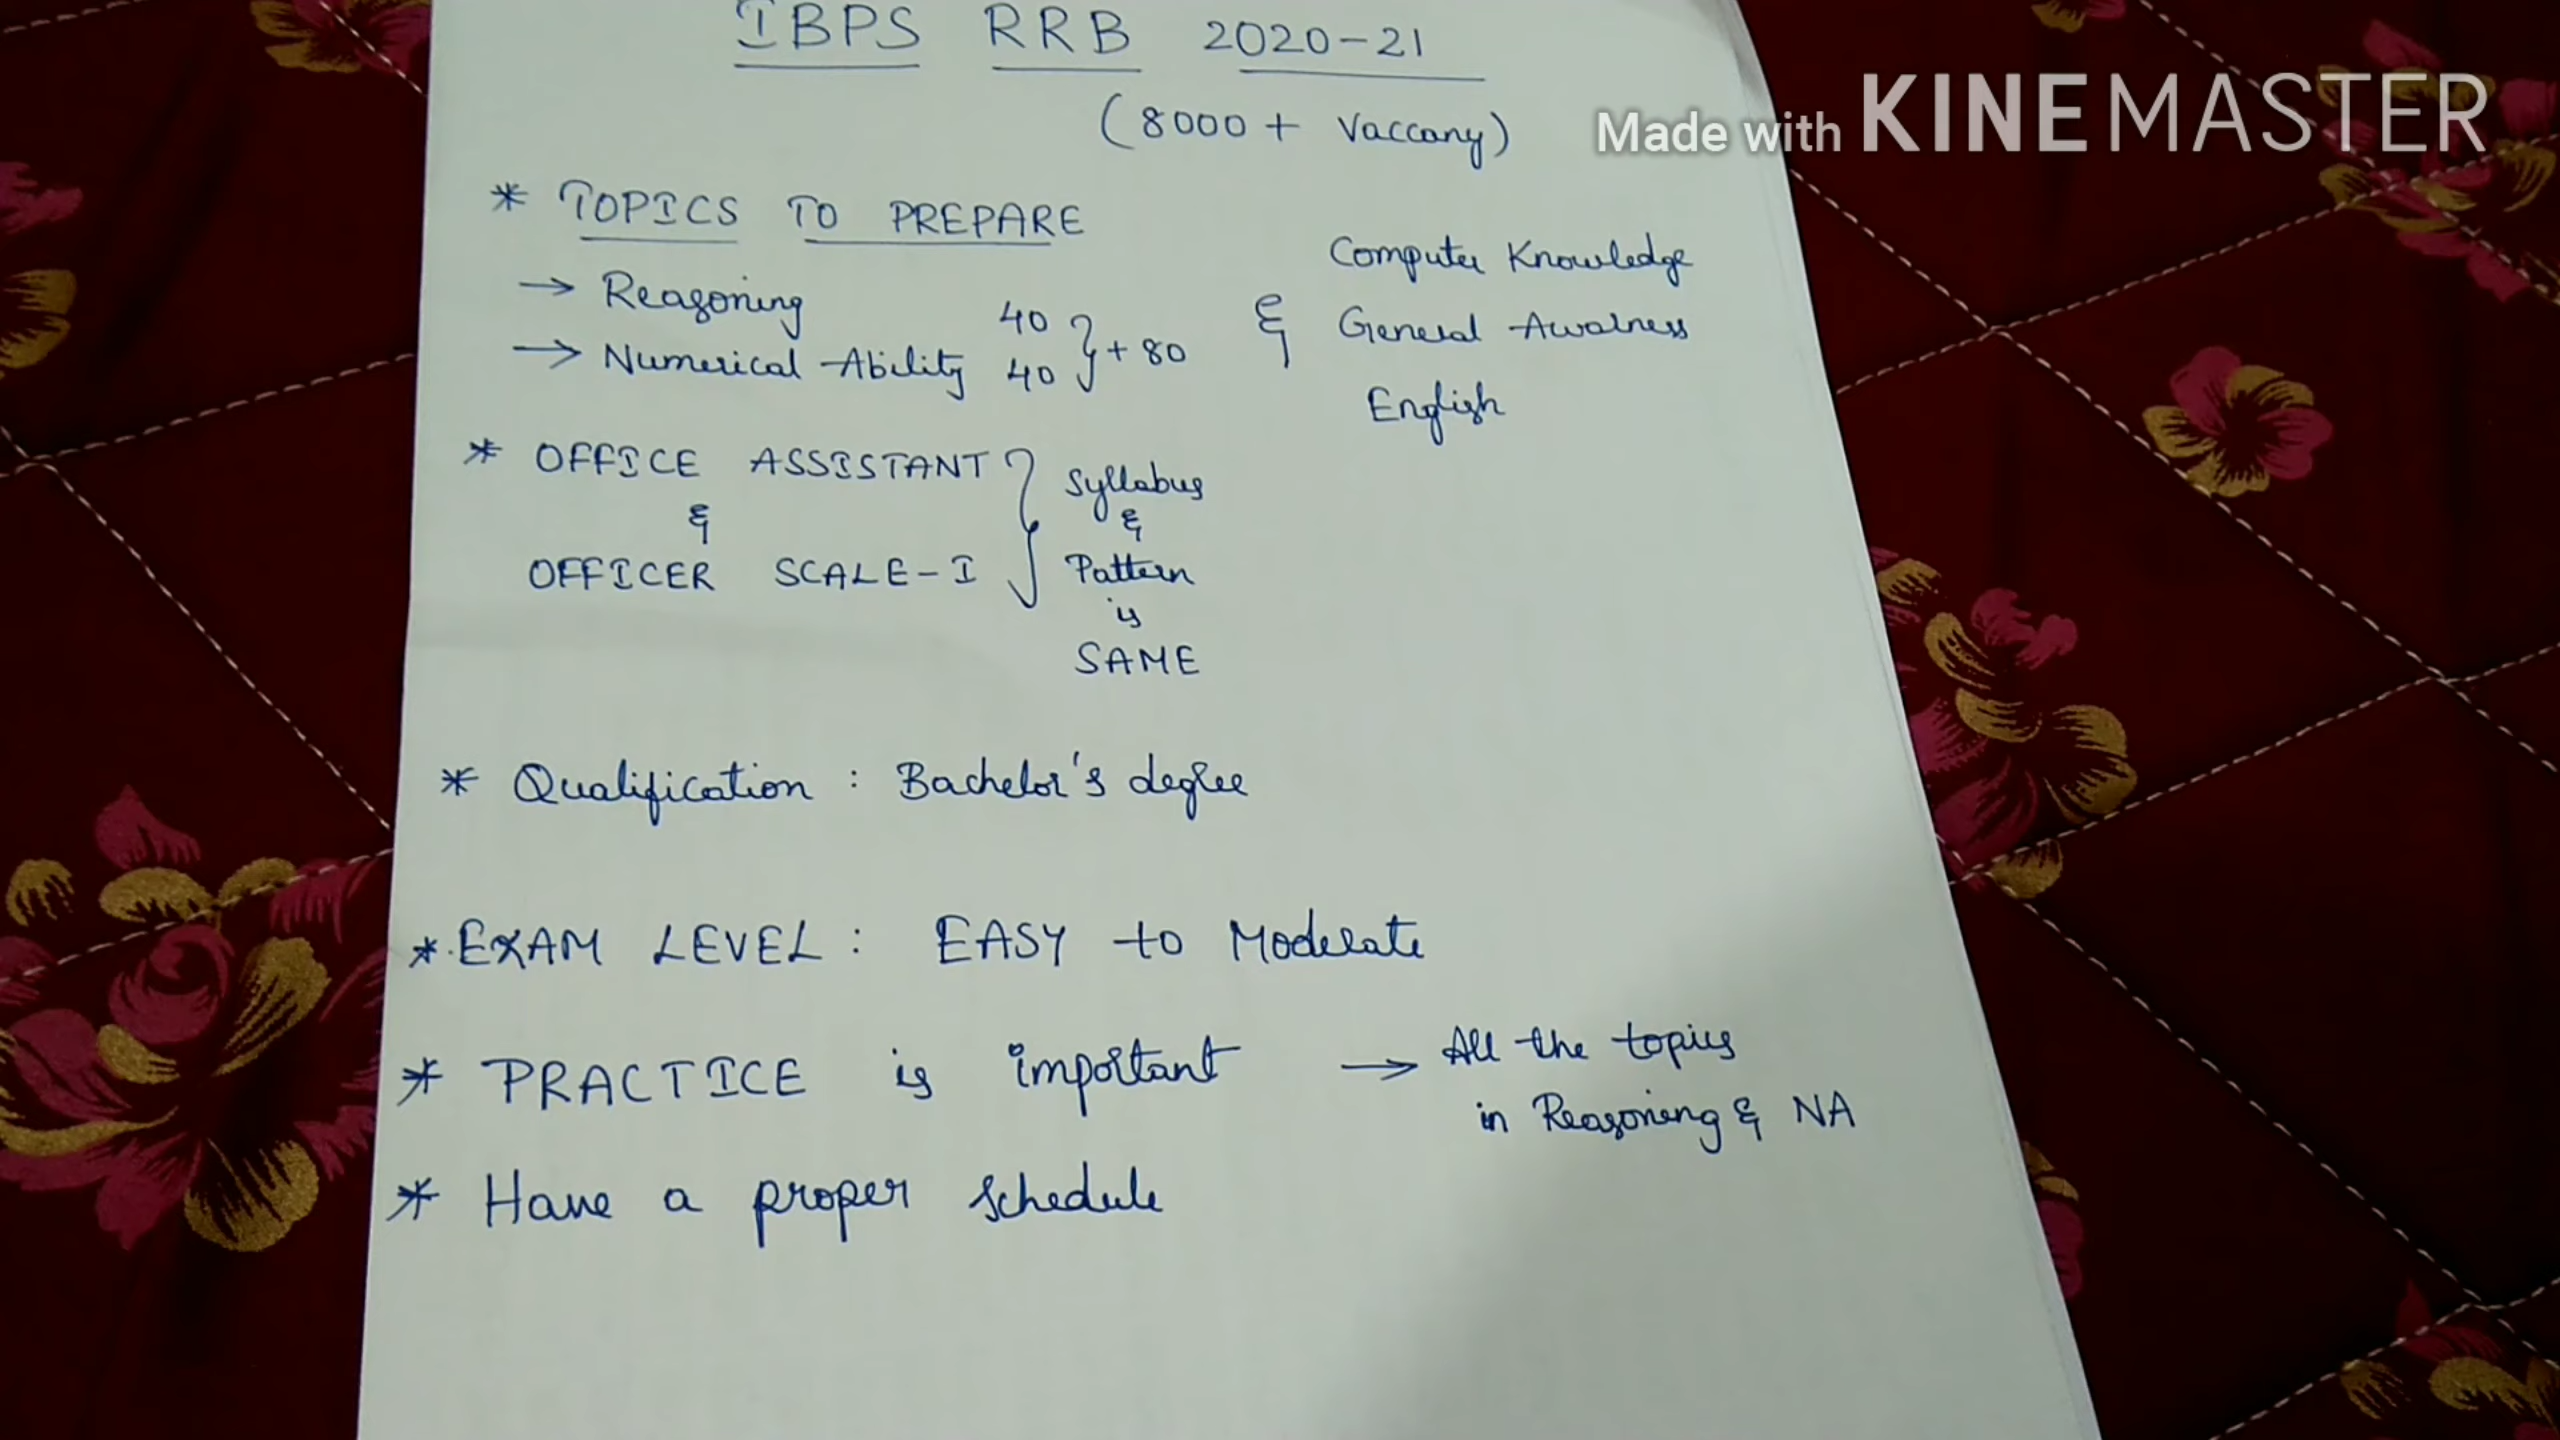 IBPS RRB 2020-21
(8000+ Vaccany)
Made with KINEMASTER
* TOPICS TO PREPARE
→ Reasoning 40
→ Numerical Ability 40 } + 80
& Computer Knowledge
General Awarness
English
* OFFICE ASSISTANT
&
OFFICER SCALE-I
} Syllabus
&
Pattern
is
SAME
* Qualification : Bachelor's degree
* EXAM LEVEL : EASY to Moderate
* PRACTICE is important → All the topics
in Reasoning & NA
* Have a proper schedule